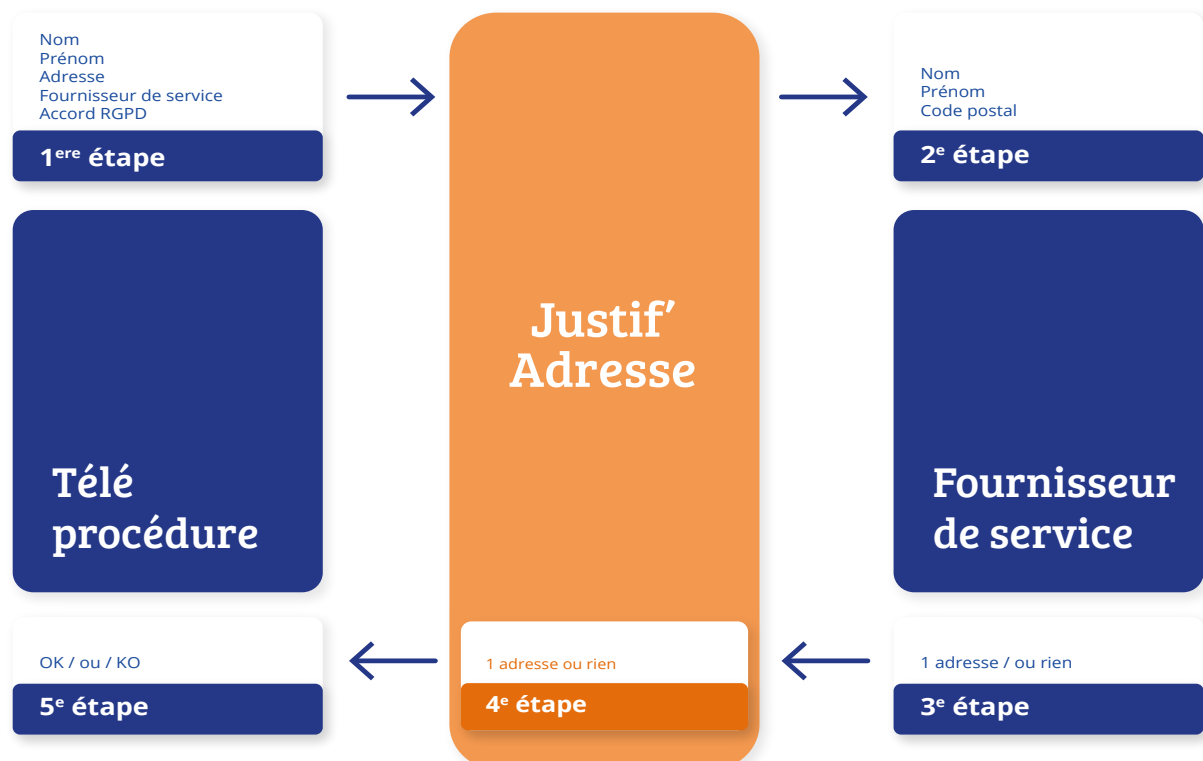 Nom
Prénom
Adresse
Fournisseur de service
Accord RGPD
1ere étape
Nom
Prénom
Code postal
2e étape
Justif’
Adresse
Télé
procédure
Fournisseur
de service
OK / ou / KO
5e étape
1 adresse ou rien
4e étape
1 adresse / ou rien
3e étape